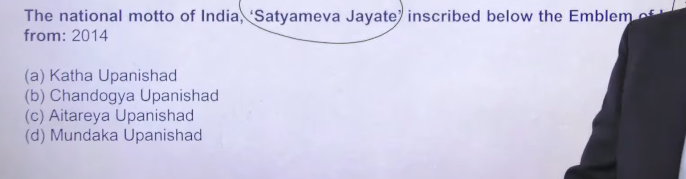 The national motto of India, ‘Satyameva Jayate’ inscribed below the Emblem of
from: 2014
(a) Katha Upanishad
(b) Chandogya Upanishad
(c) Aitareya Upanishad
(d) Mundaka Upanishad